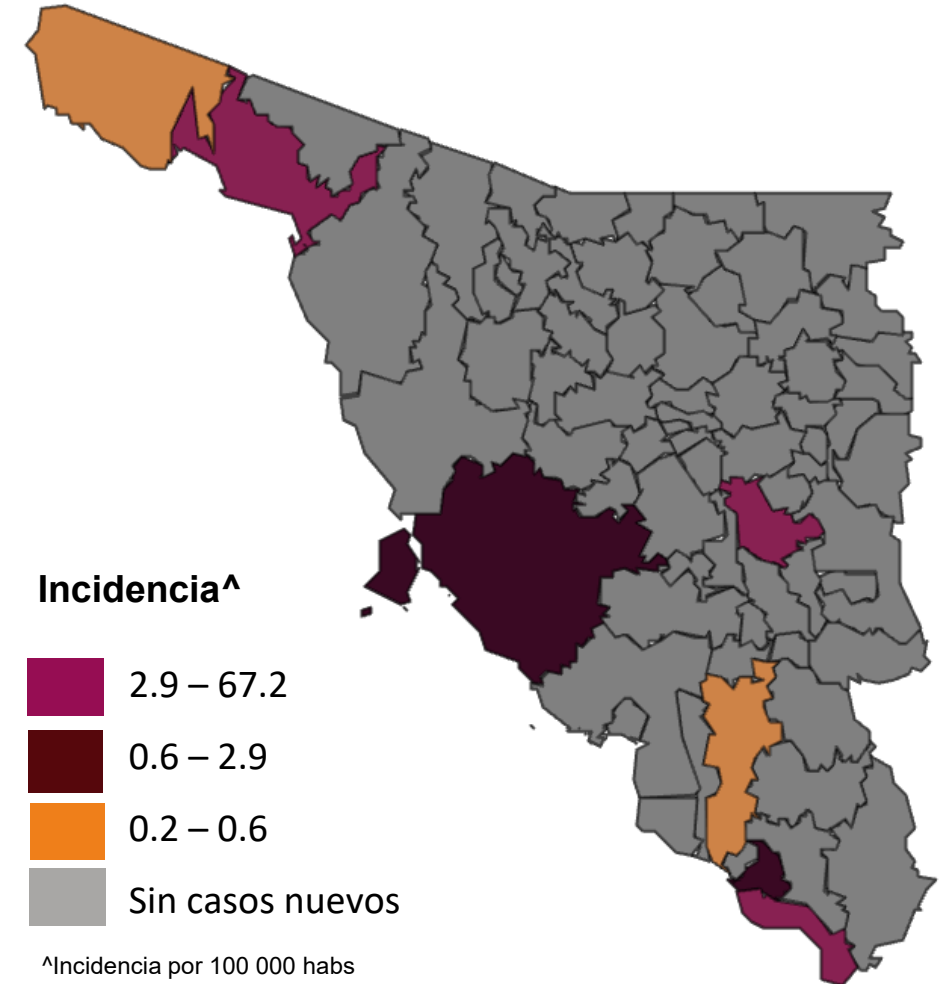 Incidencia^
2.9 – 67.2
0.6 – 2.9
0.2 – 0.6
Sin casos nuevos
^Incidencia por 100 000 habs